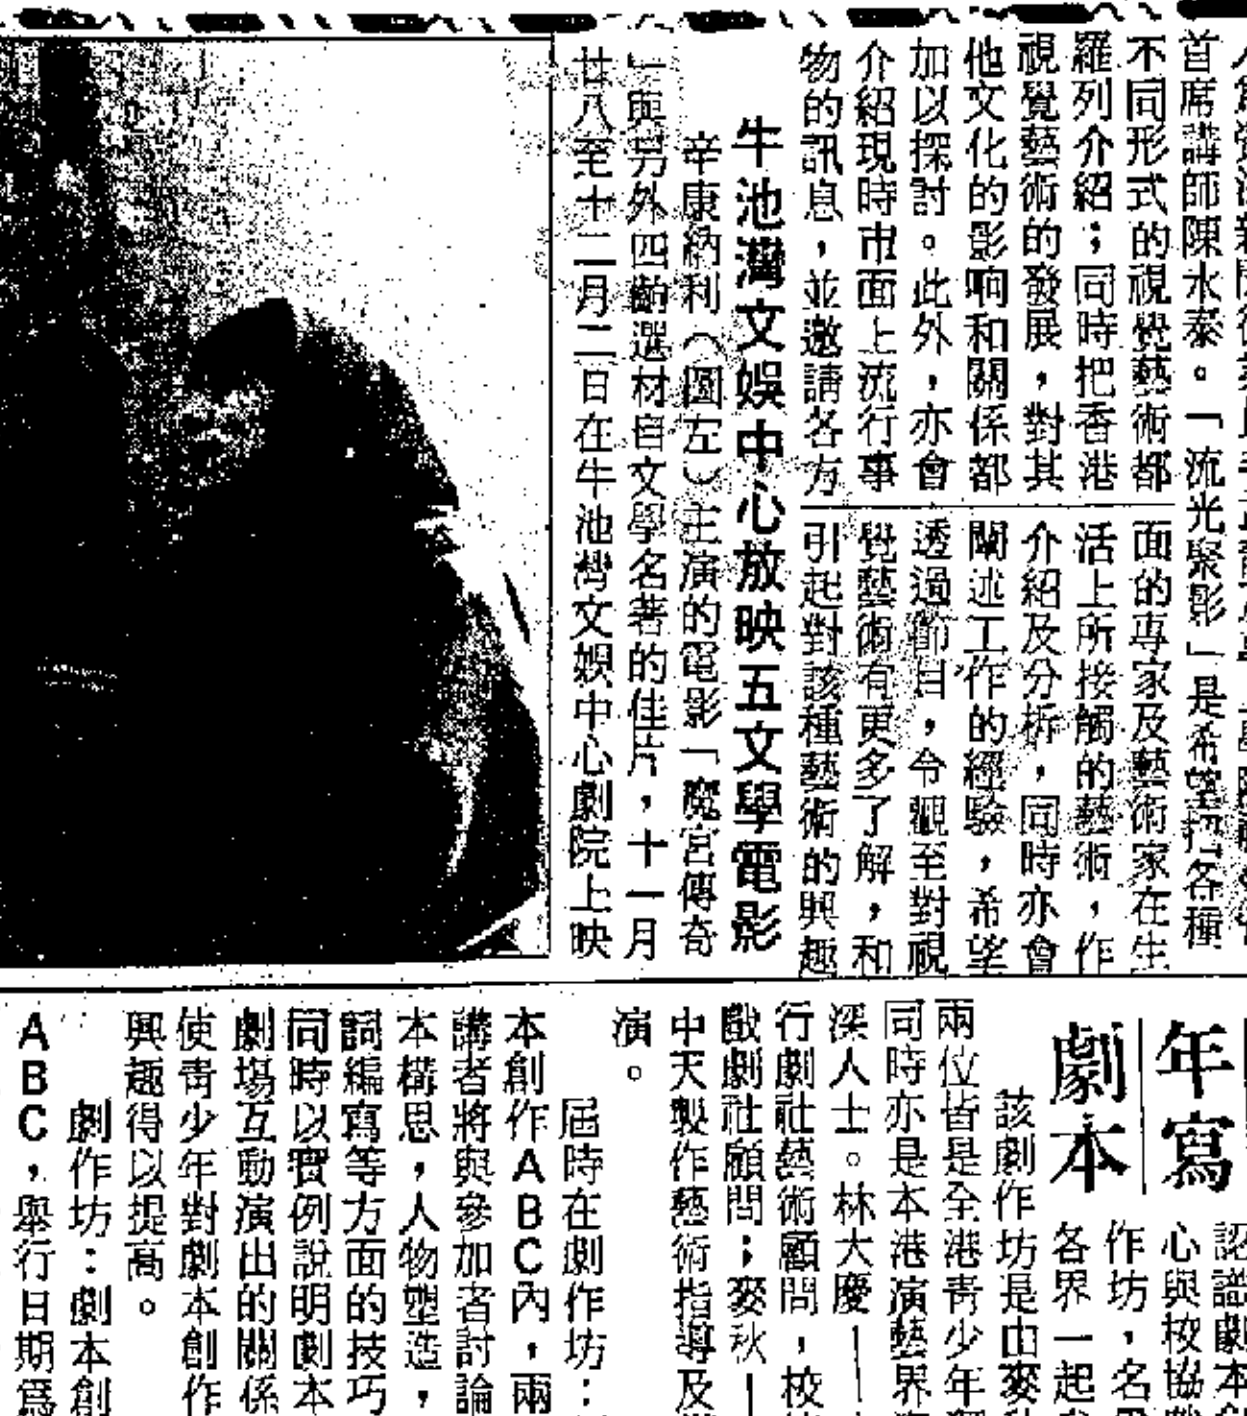 首席講師陳水泰。「流光聚影」是希望把各種
不同形式的視覺藝術都
羅列介紹；同時把香港
視覺藝術的發展，對其
他文化的影响和關係都
加以探討。此外，亦會
介紹現時市面上流行事
物的訊息，並邀請各方
面的專家及藝術家在生
活上所接觸的藝術，作
介紹及分析，同時亦會
闡述工作的經驗，希望
透過節目，令觀至對視
覺藝術有更多了解，和
引起對該種藝術的興趣
牛池灣文娛中心放映五文學電影
辛康納利（圖左）主演的電影「魔宮傳奇
」與另外四齣選材自文學名著的佳片，十一月
廿八至十二月二日在牛池灣文娛中心劇院上映
年寫
劇本
認識劇本
心與校協
作坊，名
各界一起
該劇作坊是由麥
兩位皆是全港青少年
同時亦是本港演藝界
深人士。林大慶—
行劇社藝術顧問，校
戲劇社顧問；麥秋—
中天製作藝術指導及
演。
屆時在劇作坊：
本創作ABC內，兩
講者將與參加者討論
本構思，人物塑造，
詞編寫等方面的技巧
同時以實例說明劇本
劇場互動演出的關係
使青少年對劇本創作
興趣得以提高。
劇作坊：劇本創
ABC，舉行日期爲